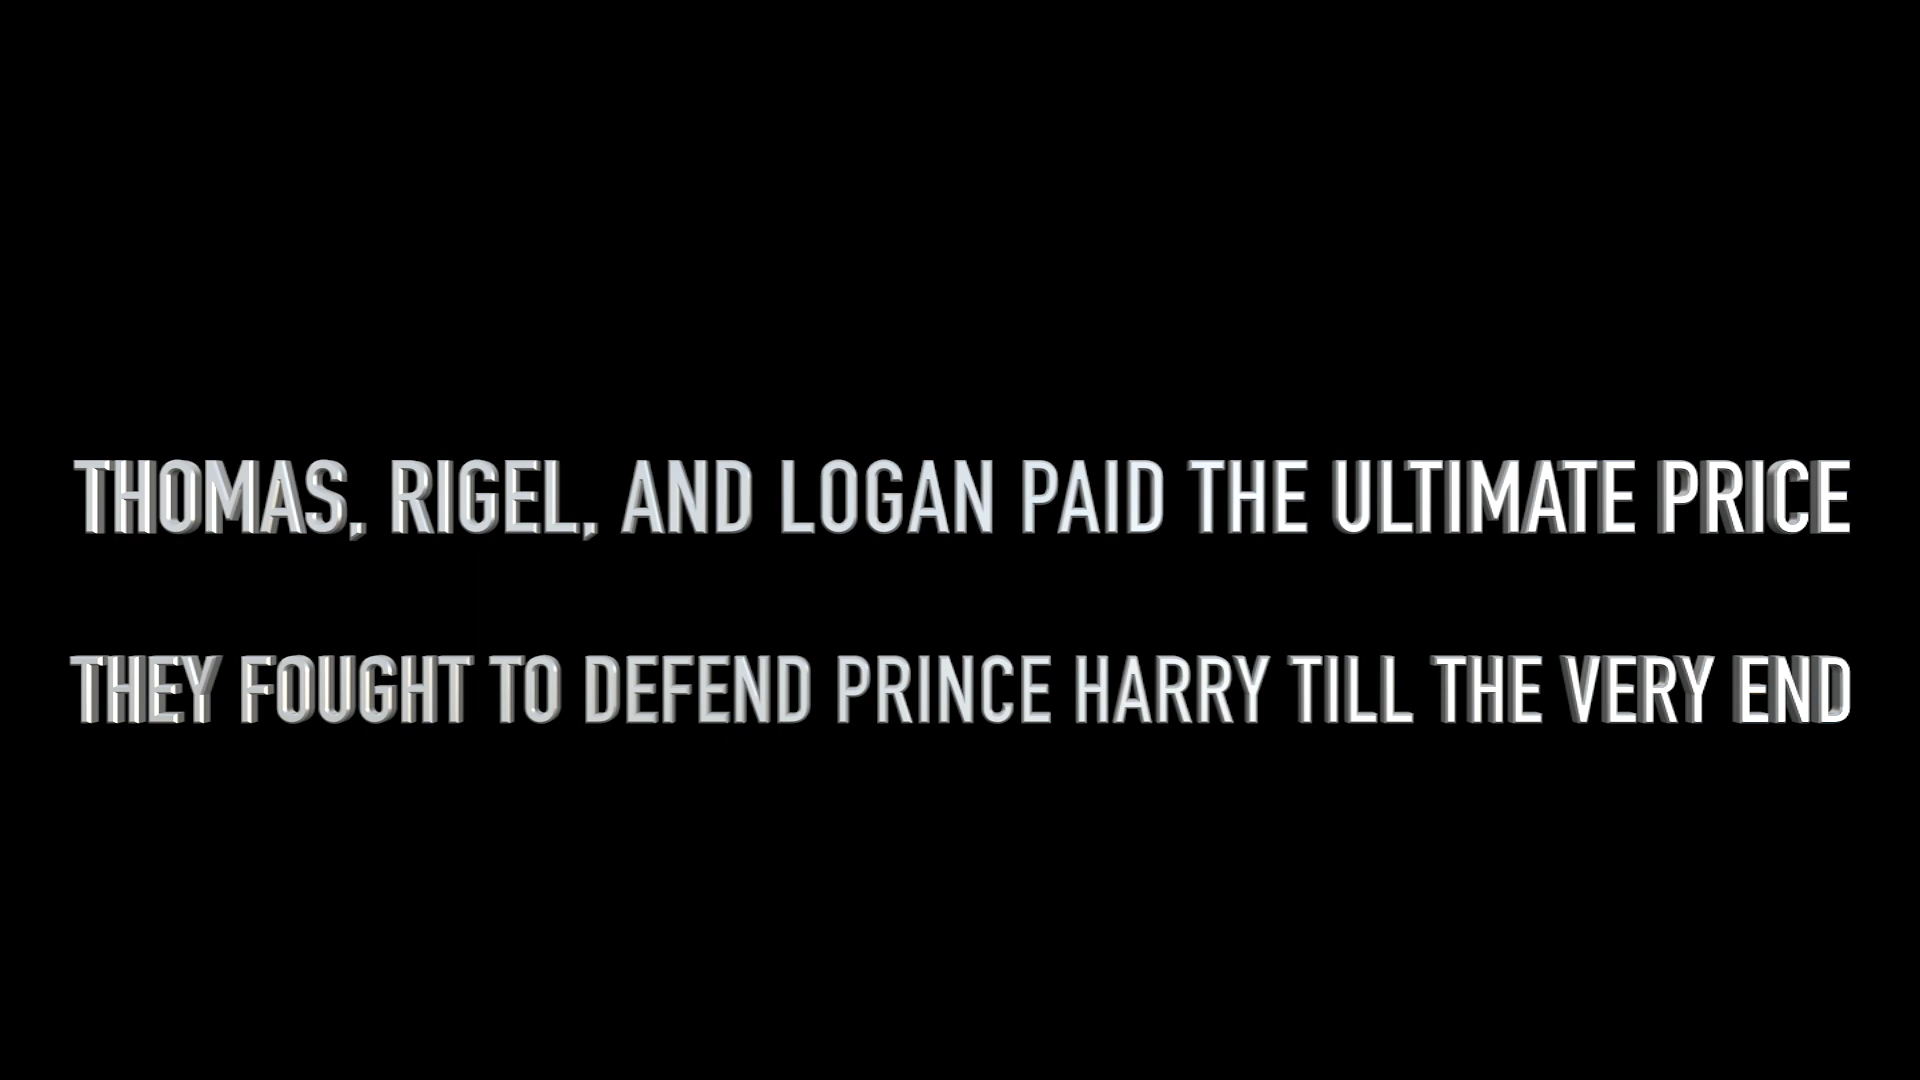 THOMAS, RIGEL, AND LOGAN PAID THE ULTIMATE PRICE
THEY FOUGHT TO DEFEND PRINCE HARRY TILL THE VERY END